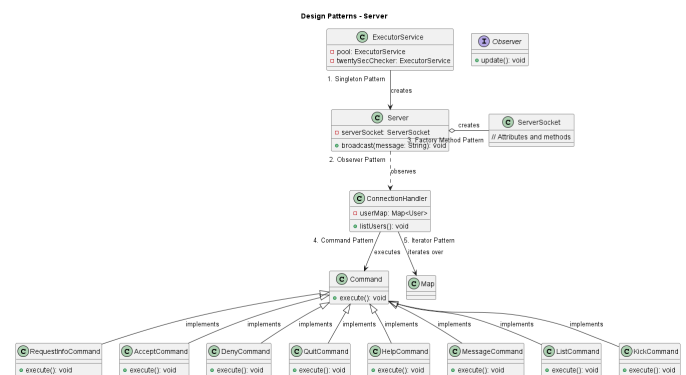 Design Patterns - Server
C ExecutorService
I Observer
pool: ExecutorService
twentySecChecker: ExecutorService
update(): void
1. Singleton Pattern
creates
C Server
creates
C ServerSocket
serverSocket: ServerSocket
// Attributes and methods
3. Factory Method Pattern
broadcast(message: String): void
2. Observer Pattern
observes
C ConnectionHandler
userMap: Map<User>
listUsers(): void
4. Command Pattern
5. Iterator Pattern
executes
iterates over
C Command
C Map
execute(): void
implements
implements
implements
implements
implements
implements
implements
implements
C RequestInfoCommand
C AcceptCommand
C DenyCommand
C QuitCommand
C HelpCommand
C MessageCommand
C ListCommand
C KickCommand
execute(): void
execute(): void
execute(): void
execute(): void
execute(): void
execute(): void
execute(): void
execute(): void